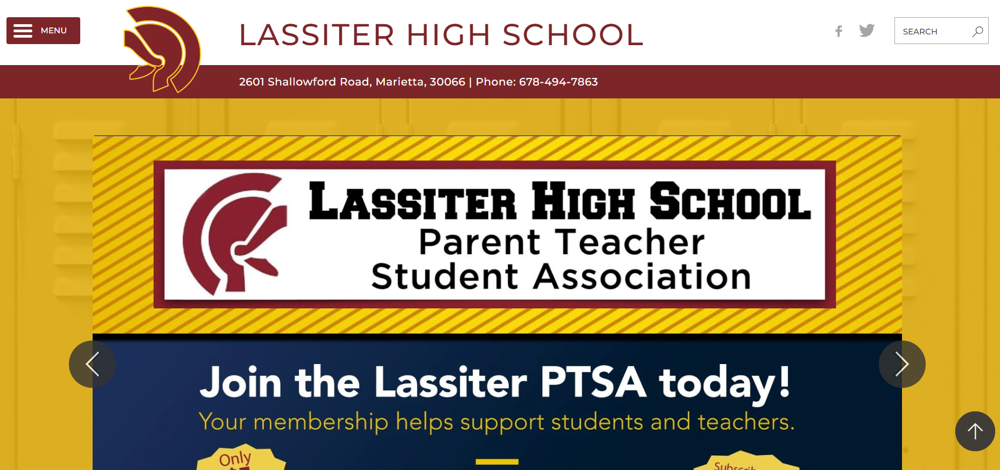 MENU
LASSITER HIGH SCHOOL
SEARCH
2601 Shallowford Road, Marietta, 30066 | Phone: 678-494-7863
LASSITER HIGH SCHOOL
Parent Teacher
Student Association
Join the Lassiter PTSA today!
Your membership helps support students and teachers.
Only